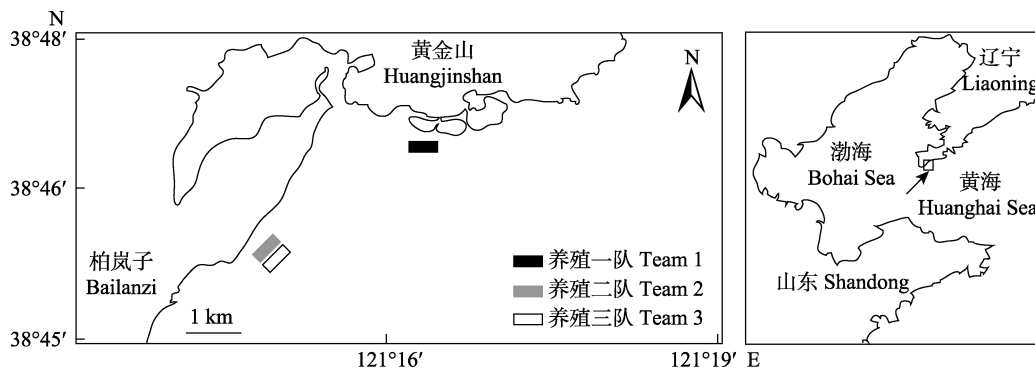 N
38°48′
黄金山
Huangjinshan
N
38°46′
柏岚子
Bailanzi
养殖一队 Team 1
养殖二队 Team 2
养殖三队 Team 3
1 km
38°45′
121°16′
121°19′
E
辽宁
Liaoning
渤海
Bohai Sea
黄海
Huanghai Sea
山东 Shandong